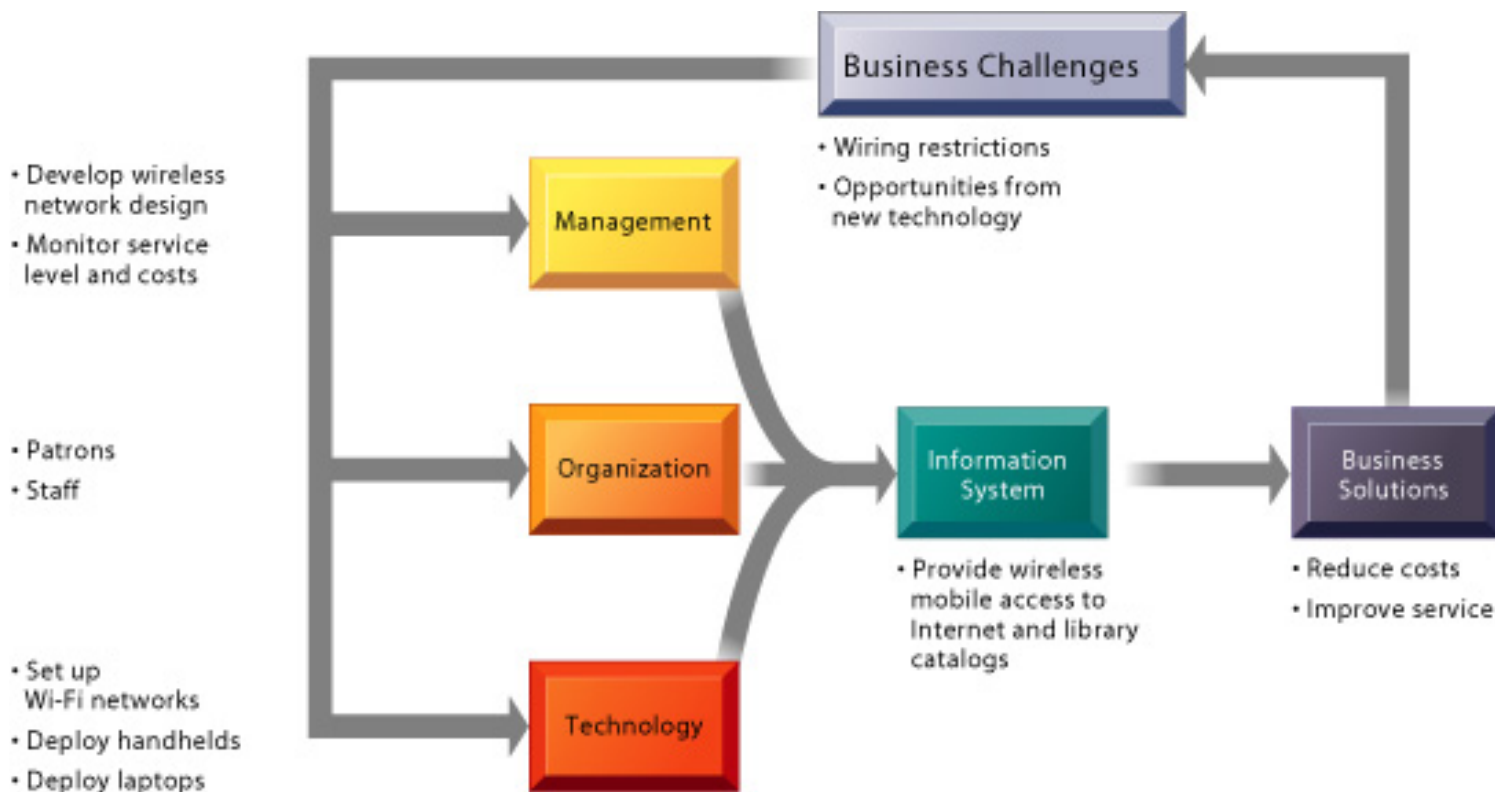 Business Challenges
• Wiring restrictions
• Opportunities from
new technology
• Develop wireless
network design
• Monitor service
level and costs
Management
• Patrons
• Staff
Organization
Information
System
• Provide wireless
mobile access to
Internet and library
catalogs
Business
Solutions
• Reduce costs
• Improve service
• Set up
Wi-Fi networks
• Deploy handhelds
• Deploy laptops
Technology